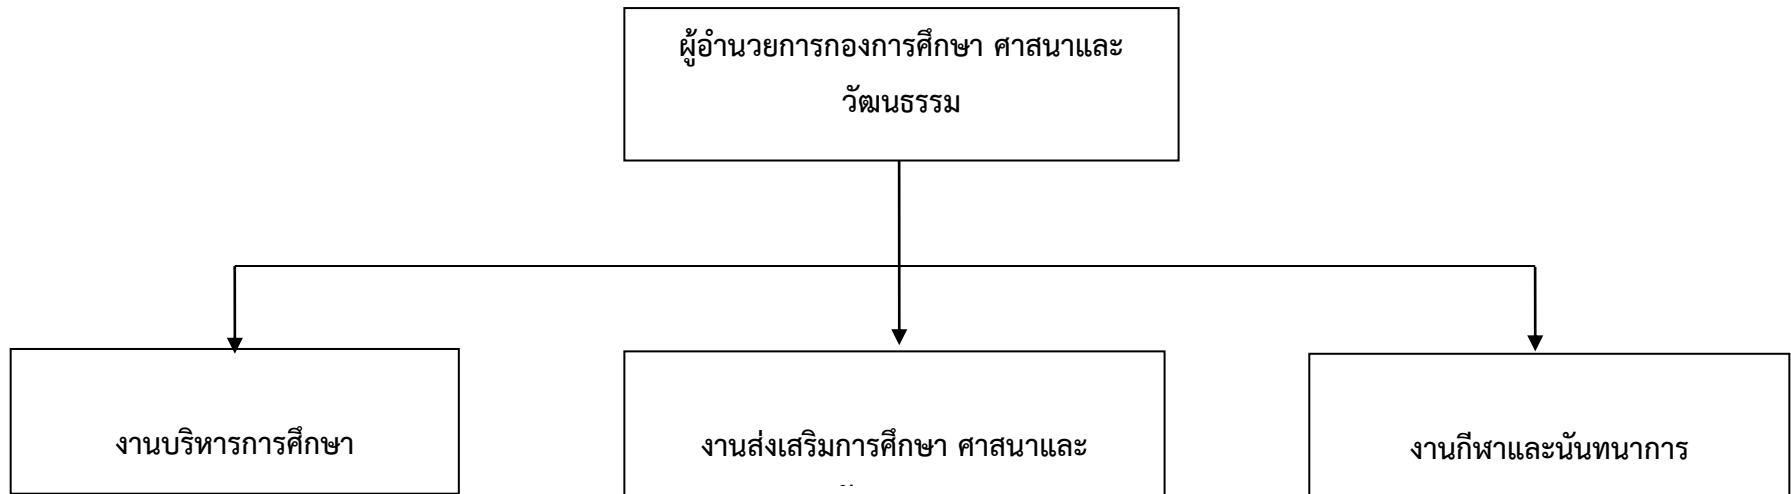 ผู้อำนวยการกองการศึกษา ศาสนาและ
วัฒนธรรม
งานบริหารการศึกษา
งานส่งเสริมการศึกษา ศาสนาและ
งานกีฬาและนันทนาการ